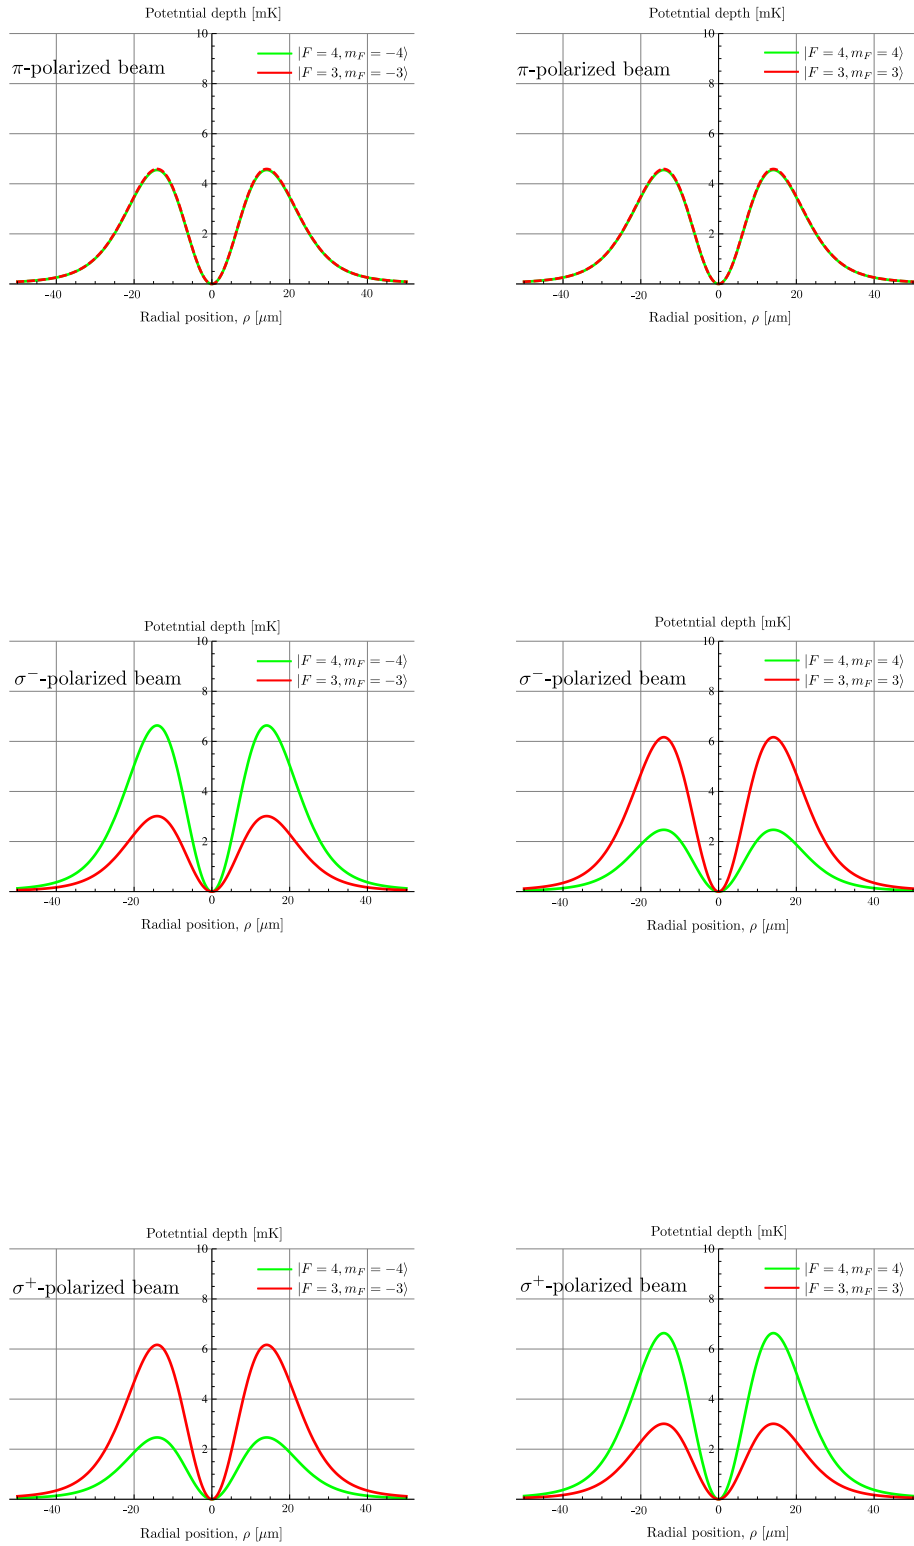 Potetntial depth [mK]
π-polarized beam
|F = 4, m_F = −4⟩
|F = 3, m_F = −3⟩
10
8
6
4
2
-40 -20 0 20 40
Radial position, ρ [μm]
Potetntial depth [mK]
π-polarized beam
|F = 4, m_F = 4⟩
|F = 3, m_F = 3⟩
10
8
6
4
2
-40 -20 0 20 40
Radial position, ρ [μm]
Potetntial depth [mK]
σ⁻-polarized beam
|F = 4, m_F = −4⟩
|F = 3, m_F = −3⟩
10
8
6
4
2
-40 -20 0 20 40
Radial position, ρ [μm]
Potetntial depth [mK]
σ⁻-polarized beam
|F = 4, m_F = 4⟩
|F = 3, m_F = 3⟩
10
8
6
4
2
-40 -20 0 20 40
Radial position, ρ [μm]
Potetntial depth [mK]
σ⁺-polarized beam
|F = 4, m_F = −4⟩
|F = 3, m_F = −3⟩
10
8
6
4
2
-40 -20 0 20 40
Radial position, ρ [μm]
Potetntial depth [mK]
σ⁺-polarized beam
|F = 4, m_F = 4⟩
|F = 3, m_F = 3⟩
10
8
6
4
2
-40 -20 0 20 40
Radial position, ρ [μm]